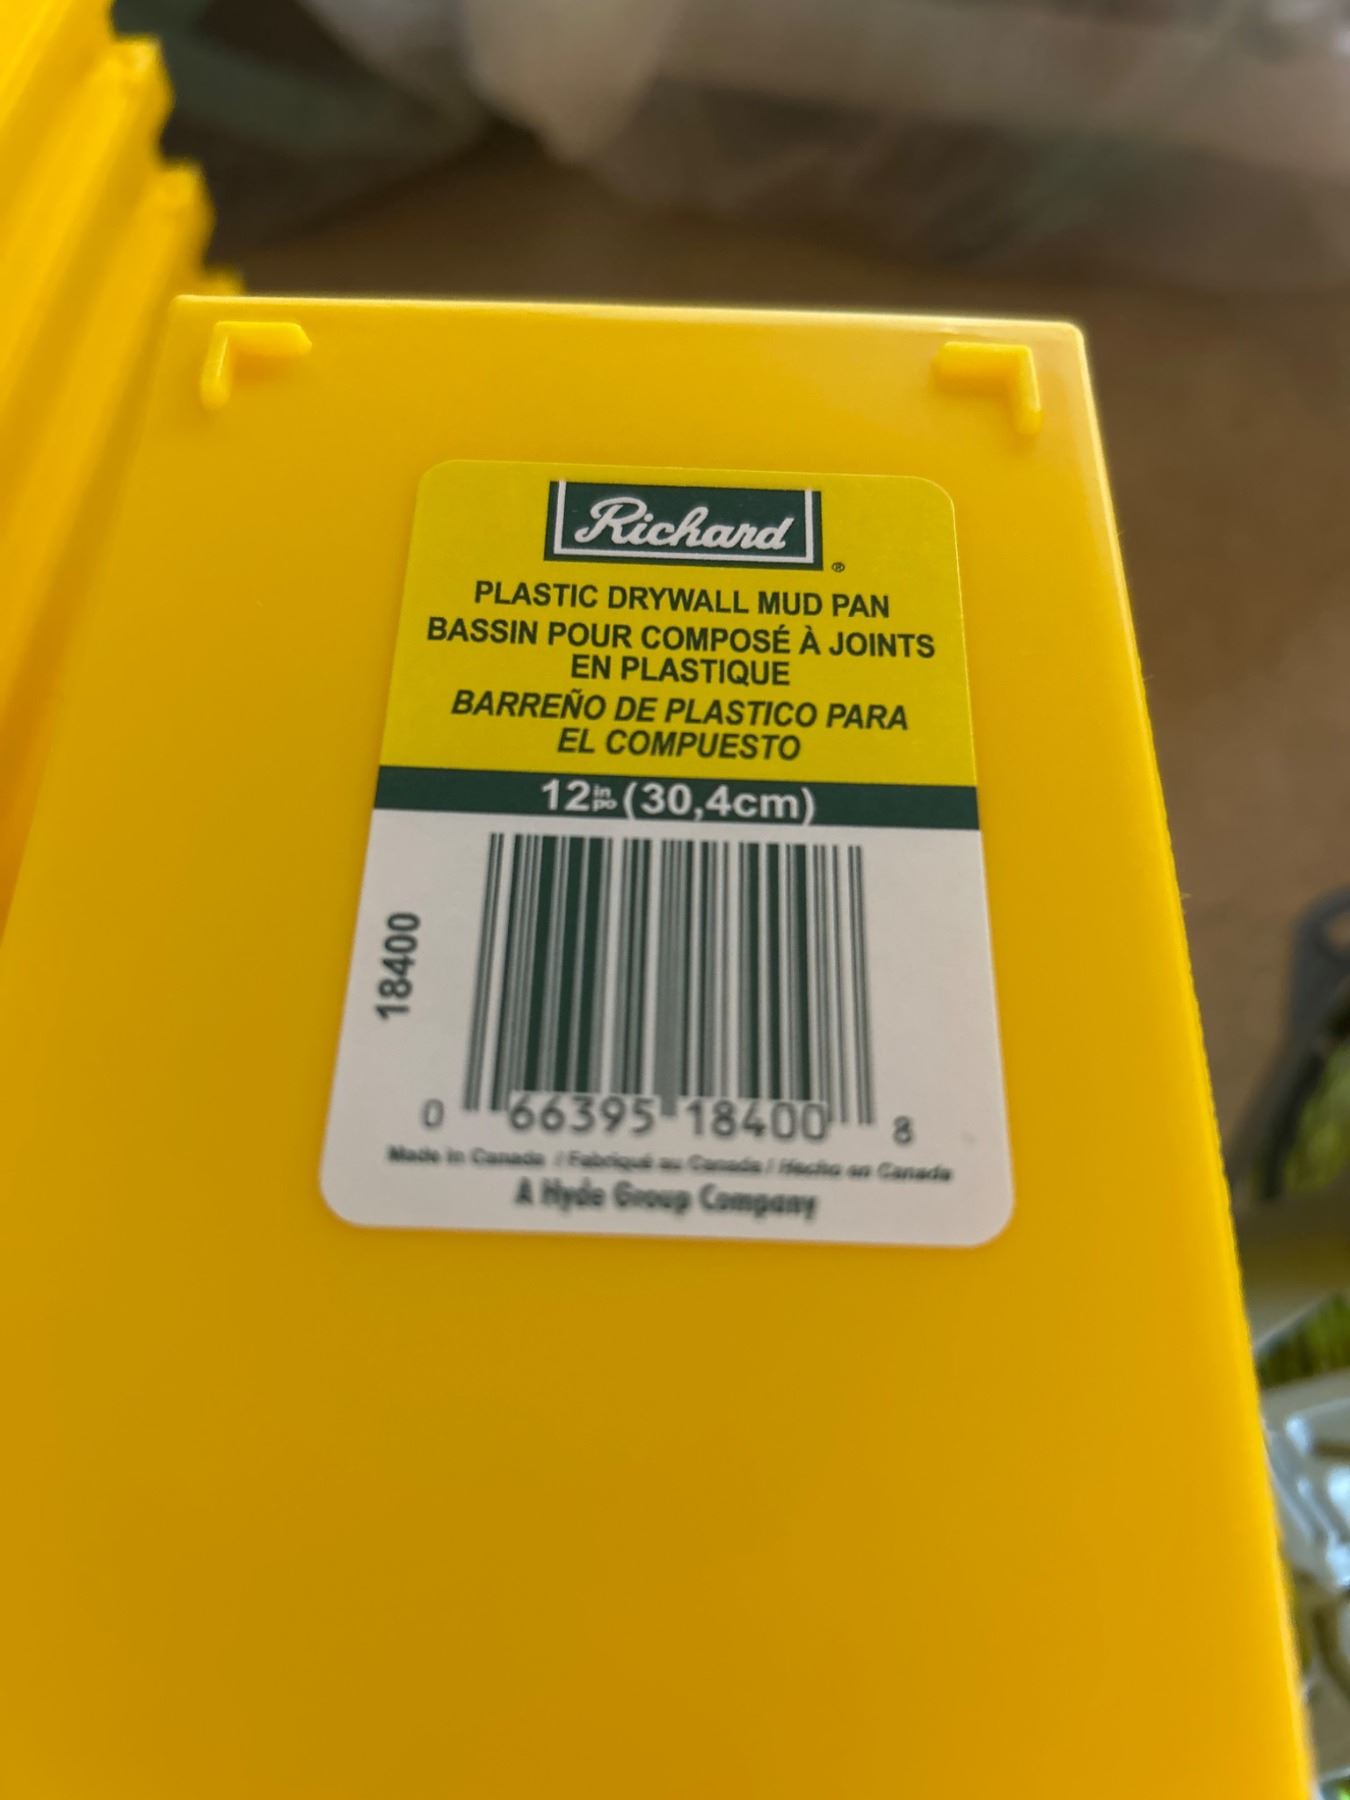 Richard
®
PLASTIC DRYWALL MUD PAN
BASSIN POUR COMPOSÉ À JOINTS
EN PLASTIQUE
BARREÑO DE PLASTICO PARA
EL COMPUESTO
12 in po (30,4cm)
18400
0 66395 18400 8
Made in Canada / Fabriqué au Canada / Hecho en Canada
A Hyde Group Company